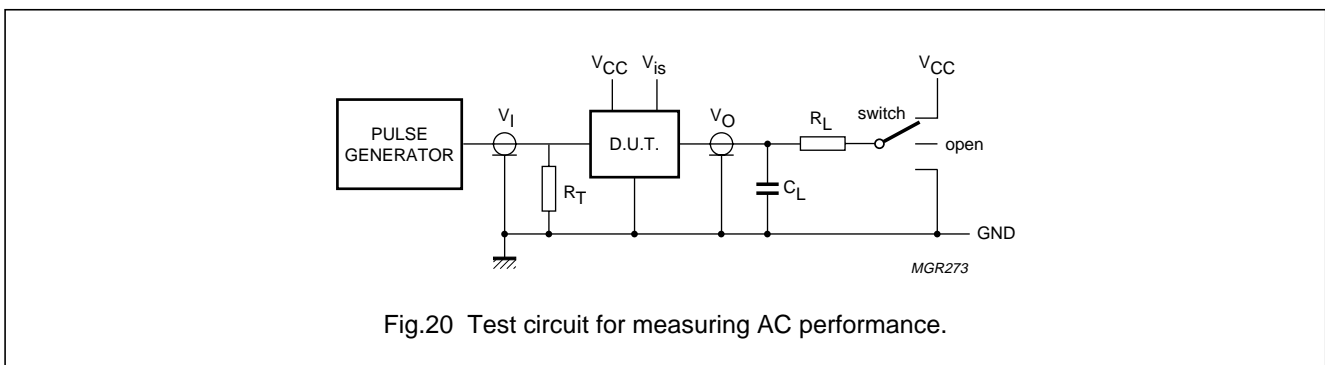 PULSE
GENERATOR
VI
RT
VCC
Vis
D.U.T.
VO
CL
RL
switch
VCC
open
GND
MGR273
Fig.20 Test circuit for measuring AC performance.